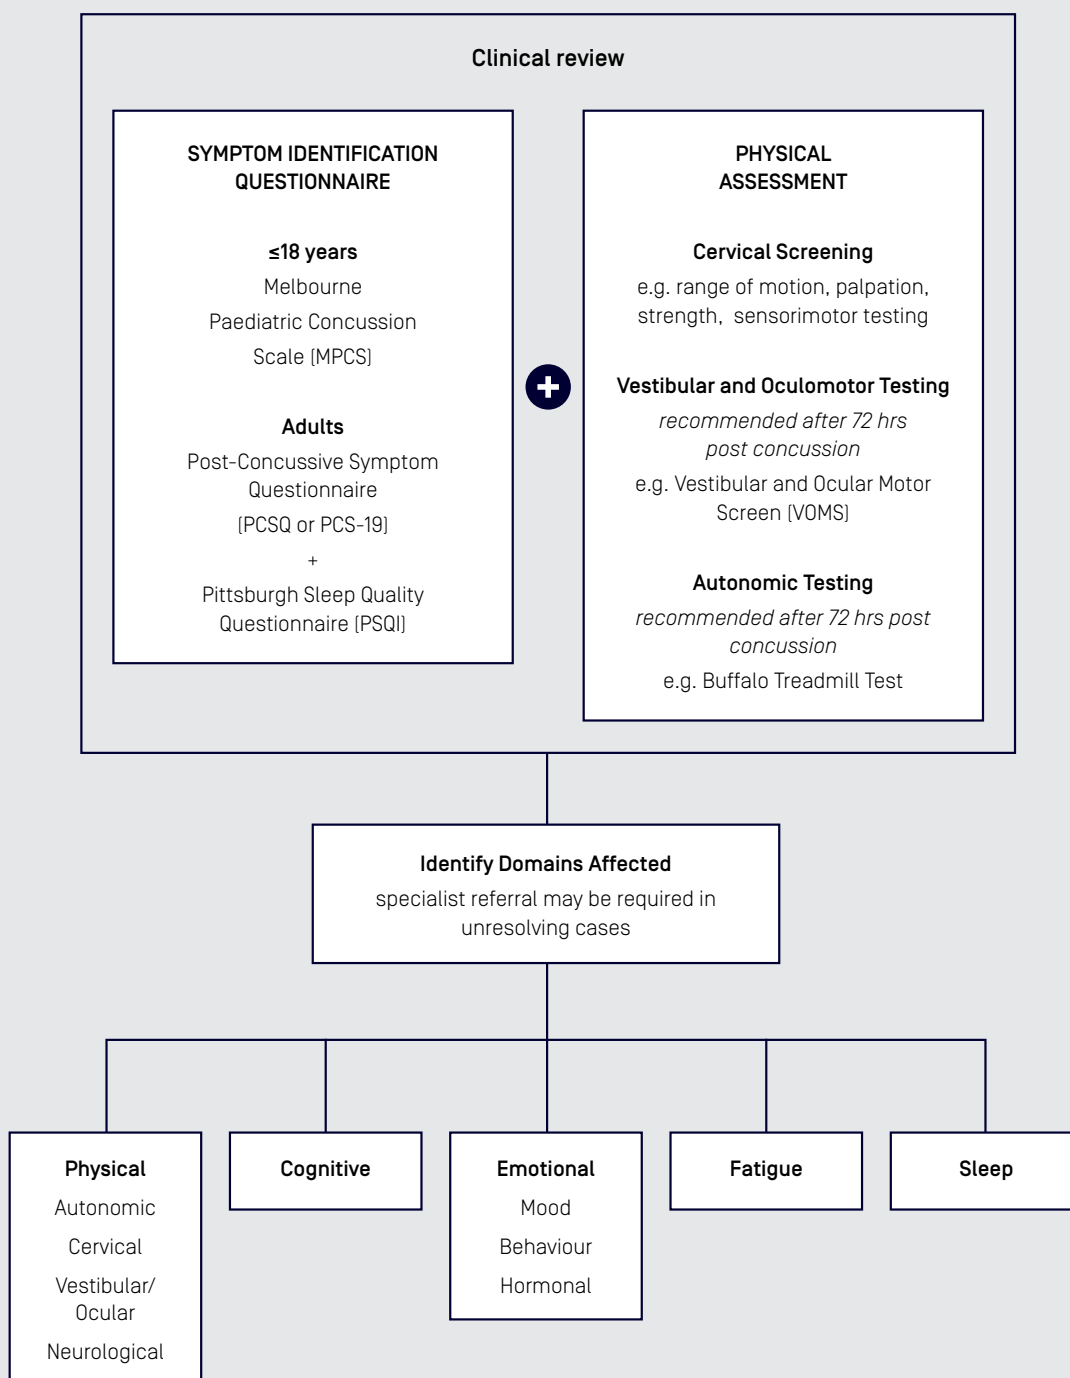 Clinical review
SYMPTOM IDENTIFICATION
QUESTIONNAIRE
≤18 years
Melbourne
Paediatric Concussion
Scale [MPCS]
Adults
Post-Concussive Symptom
Questionnaire
[PCSQ or PCS-19]
+
Pittsburgh Sleep Quality
Questionnaire [PSQI]
+
PHYSICAL
ASSESSMENT
Cervical Screening
e.g. range of motion, palpation,
strength, sensorimotor testing
Vestibular and Oculomotor Testing
recommended after 72 hrs
post concussion
e.g. Vestibular and Ocular Motor
Screen [VOMS]
Autonomic Testing
recommended after 72 hrs post
concussion
e.g. Buffalo Treadmill Test
Identify Domains Affected
specialist referral may be required in
unresolving cases
Physical
Autonomic
Cervical
Vestibular/
Ocular
Neurological
Cognitive
Emotional
Mood
Behaviour
Hormonal
Fatigue
Sleep